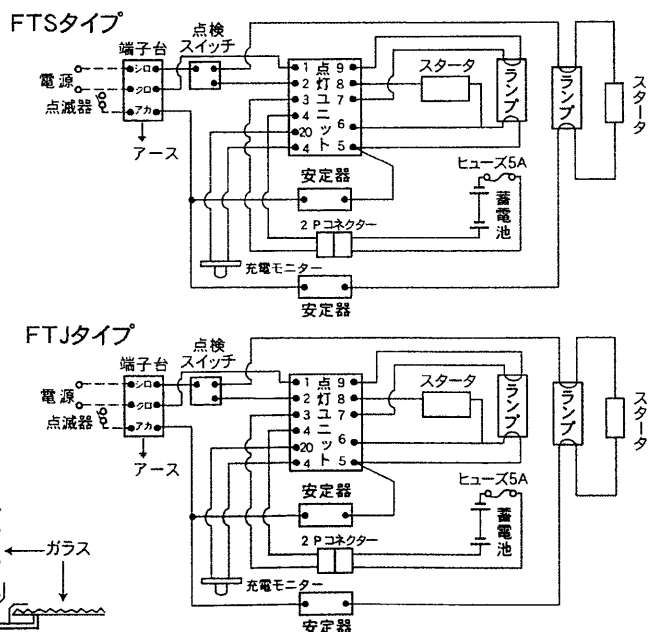 FTSタイプ
端子台
点検
スイッチ
電源
点滅器
シロ
クロ
アカ
アース
1
2
3
4
20
4
点灯ユニット
9
8
7
6
5
スタータ
ランプ
ランプ
スタータ
安定器
2Pコネクター
ヒューズ5A
蓄電池
充電モニター
安定器
FTJタイプ
端子台
点検
スイッチ
電源
点滅器
シロ
クロ
アカ
アース
1
2
3
4
20
4
点灯ユニット
9
8
7
6
5
スタータ
ランプ
ランプ
スタータ
安定器
2Pコネクター
ヒューズ5A
蓄電池
充電モニター
安定器
ガラス